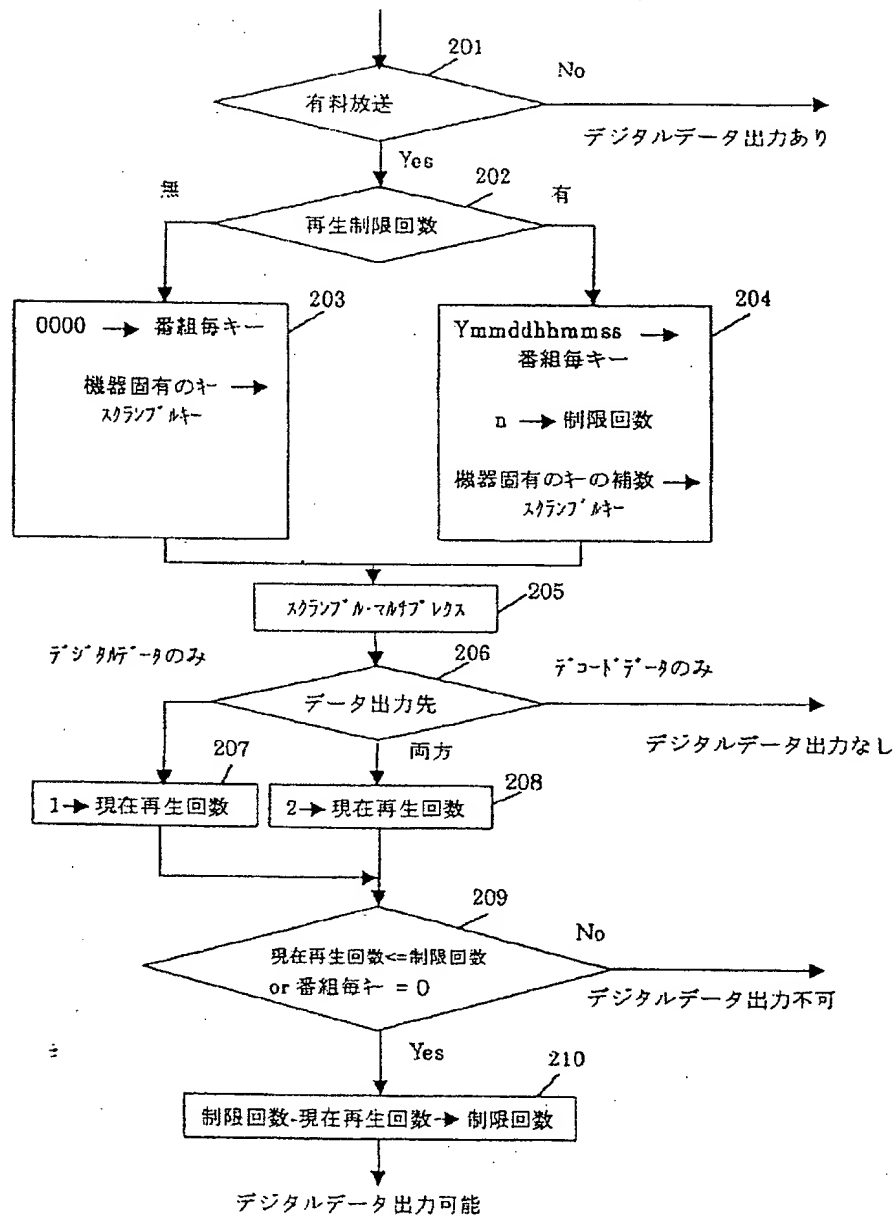 201
No
有料放送
デジタルデータ出力あり
Yes
202
無
有
再生制限回数
203
204
0000 → 番組毎キー
機器固有のキー →
スクランブルキー
Ymmddhhmmss →
番組毎キー
n → 制限回数
機器固有のキーの補数 →
スクランブルキー
スクランブル・マルチプレクス
205
デジタルデータのみ
206
デコードデータのみ
データ出力先
デジタルデータ出力なし
両方
207
1→現在再生回数
208
2→現在再生回数
209
No
現在再生回数<=制限回数
or 番組毎キー = 0
デジタルデータ出力不可
Yes
210
制限回数-現在再生回数→制限回数
デジタルデータ出力可能